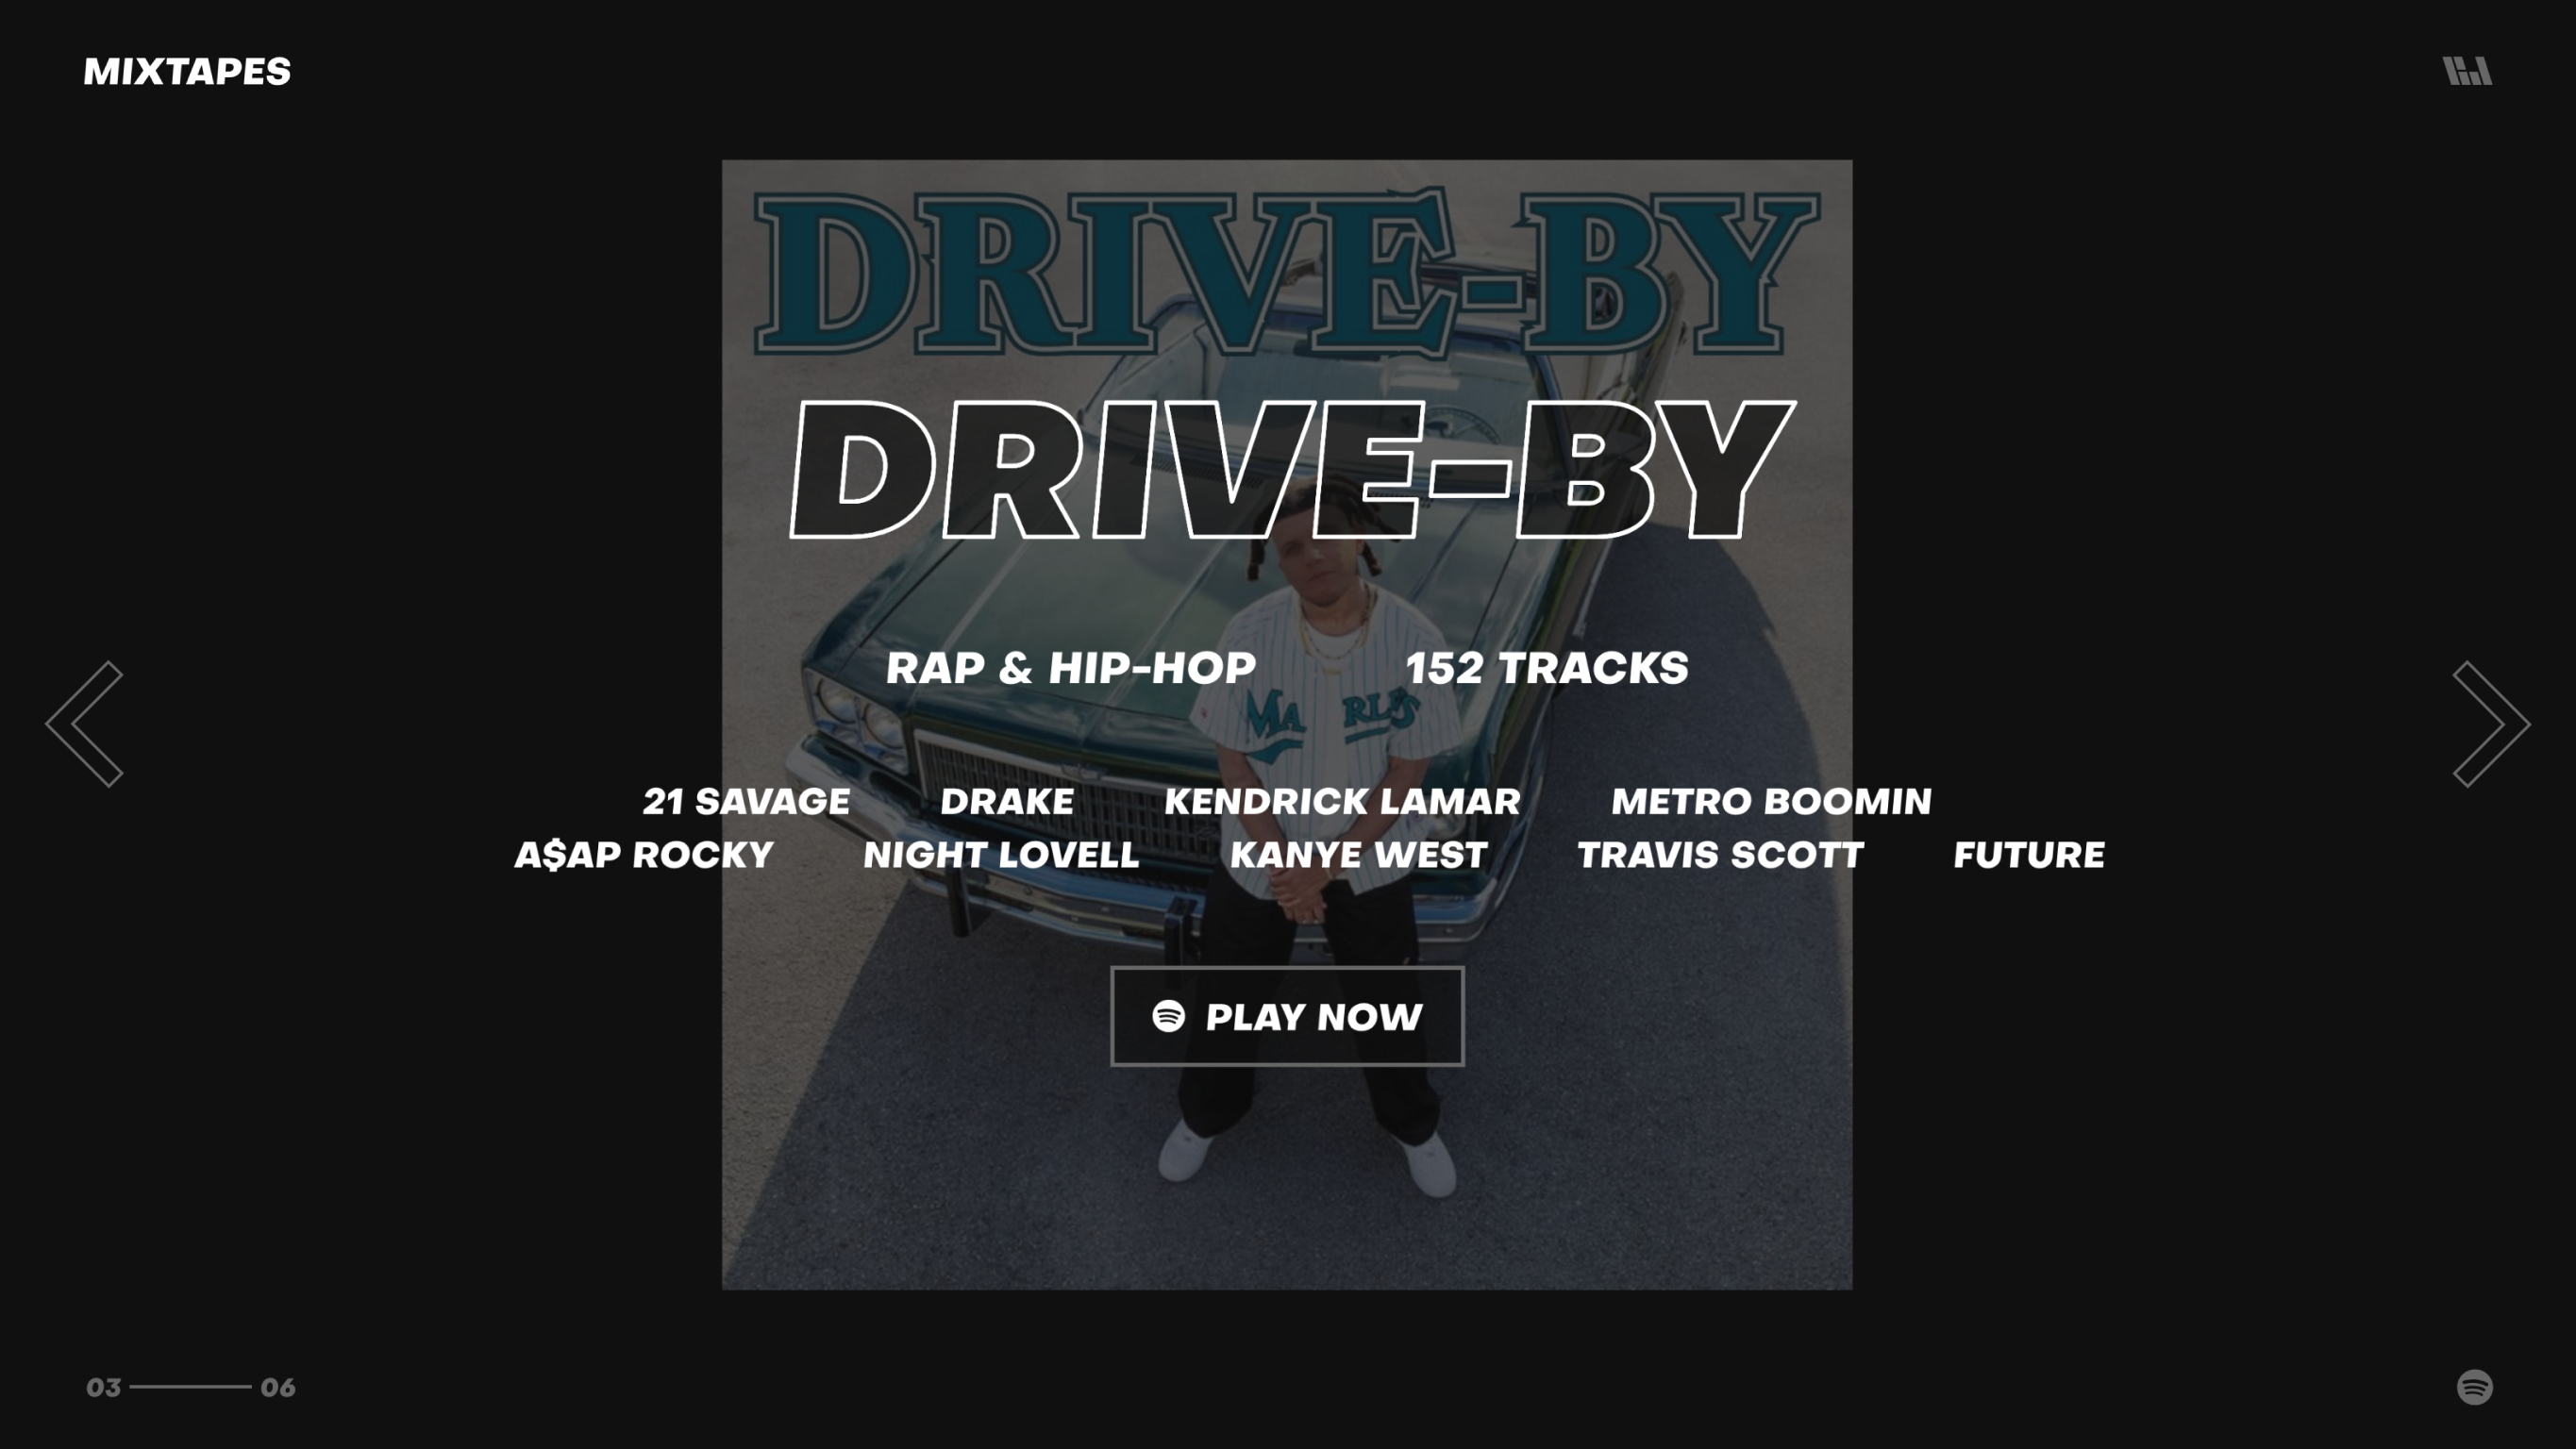 MIXTAPES
DRIVE-BY
DRIVE-BY
RAP & HIP-HOP 152 TRACKS
21 SAVAGE DRAKE KENDRICK LAMAR METRO BOOMIN
A$AP ROCKY NIGHT LOVELL KANYE WEST TRAVIS SCOTT FUTURE
PLAY NOW
03 06